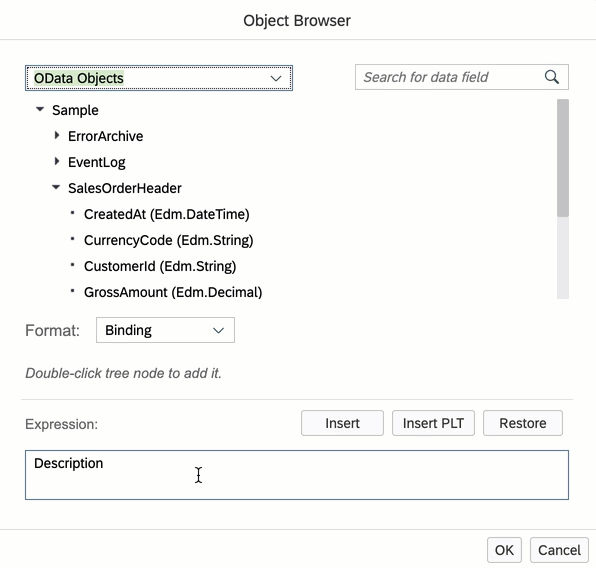 Object Browser
OData Objects
Search for data field
Sample
ErrorArchive
EventLog
SalesOrderHeader
CreatedAt (Edm.DateTime)
CurrencyCode (Edm.String)
CustomerId (Edm.String)
GrossAmount (Edm.Decimal)
Format: Binding
Double-click tree node to add it.
Expression: Insert Insert PLT Restore
Description
OK Cancel